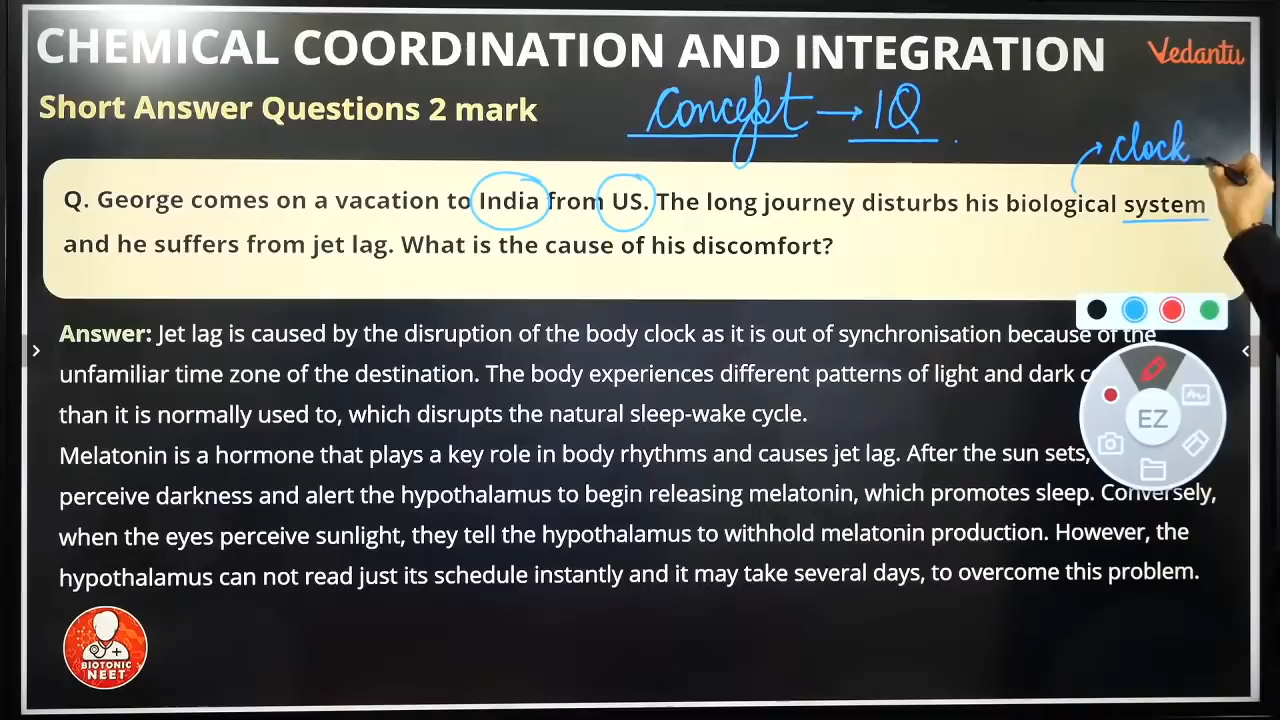 CHEMICAL COORDINATION AND INTEGRATION
Vedantu
Short Answer Questions 2 mark
Concept → 1Q
clock
Q. George comes on a vacation to India from US. The long journey disturbs his biological system
and he suffers from jet lag. What is the cause of his discomfort?
Answer: Jet lag is caused by the disruption of the body clock as it is out of synchronisation because of the
unfamiliar time zone of the destination. The body experiences different patterns of light and dark
than it is normally used to, which disrupts the natural sleep-wake cycle.
Melatonin is a hormone that plays a key role in body rhythms and causes jet lag. After the sun sets,
perceive darkness and alert the hypothalamus to begin releasing melatonin, which promotes sleep. Conversely,
when the eyes perceive sunlight, they tell the hypothalamus to withhold melatonin production. However, the
hypothalamus can not read just its schedule instantly and it may take several days, to overcome this problem.
EZ
BIOTONIC
NEET